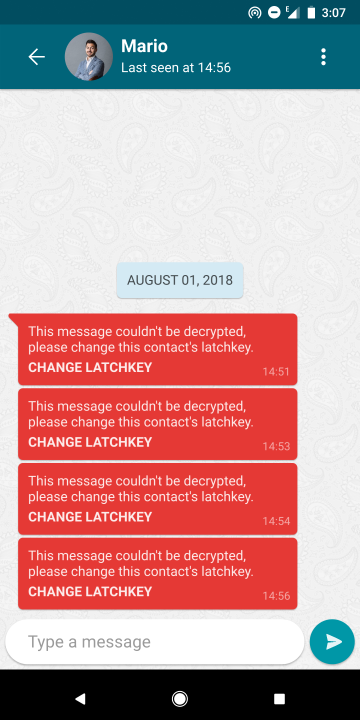 E 3:07
Mario
Last seen at 14:56
AUGUST 01, 2018
This message couldn't be decrypted,
please change this contact's latchkey.
CHANGE LATCHKEY
14:51
This message couldn't be decrypted,
please change this contact's latchkey.
CHANGE LATCHKEY
14:53
This message couldn't be decrypted,
please change this contact's latchkey.
CHANGE LATCHKEY
14:54
This message couldn't be decrypted,
please change this contact's latchkey.
CHANGE LATCHKEY
14:56
Type a message